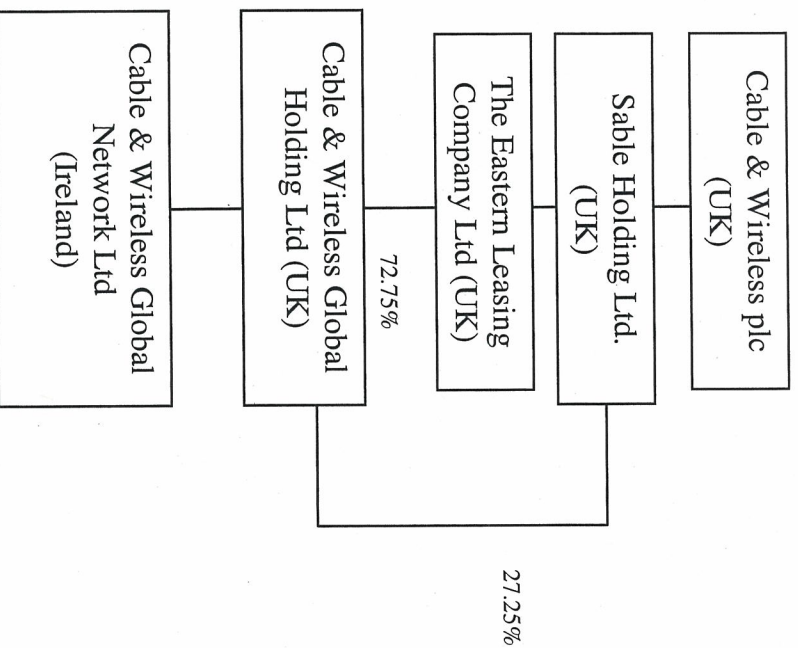 Cable & Wireless plc
(UK)
Sable Holding Ltd.
(UK)
The Eastern Leasing
Company Ltd (UK)
72.75%
27.25%
Cable & Wireless Global
Holding Ltd (UK)
Cable & Wireless Global
Network Ltd
(Ireland)